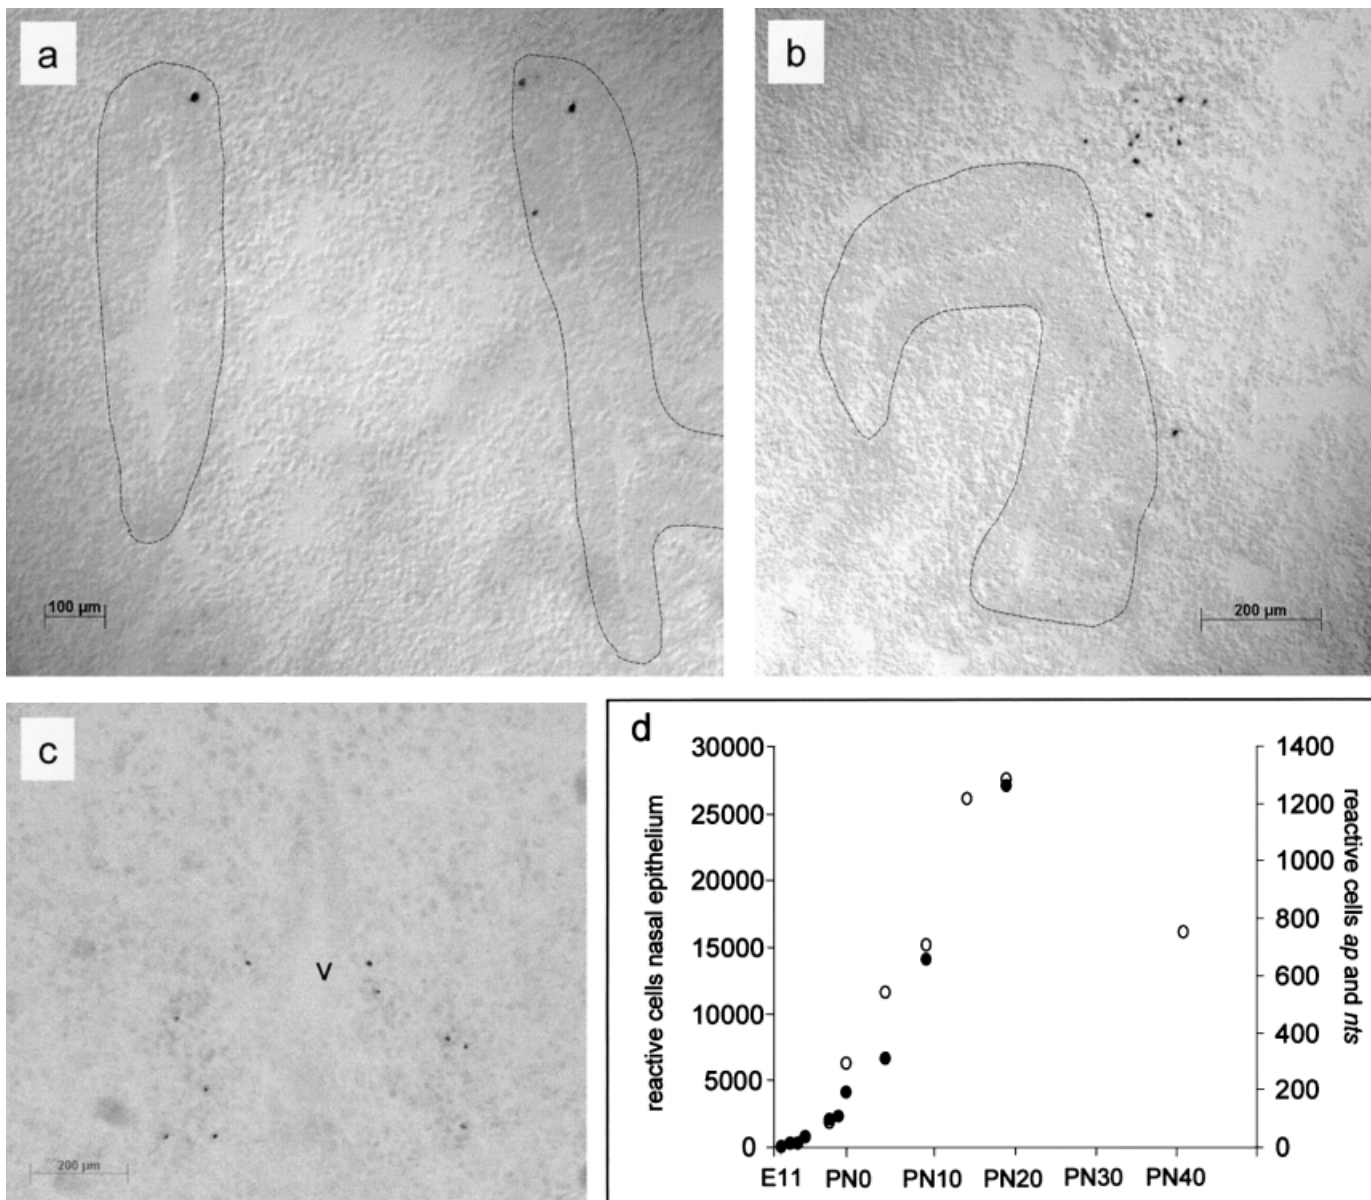 a
100 µm
b
200 µm
c
v
200 µm
d
30000
25000
20000
15000
10000
5000
0
reactive cells nasal epithelium
1400
1200
1000
800
600
400
200
0
reactive cells ap and nts
E11 PN0 PN10 PN20 PN30 PN40